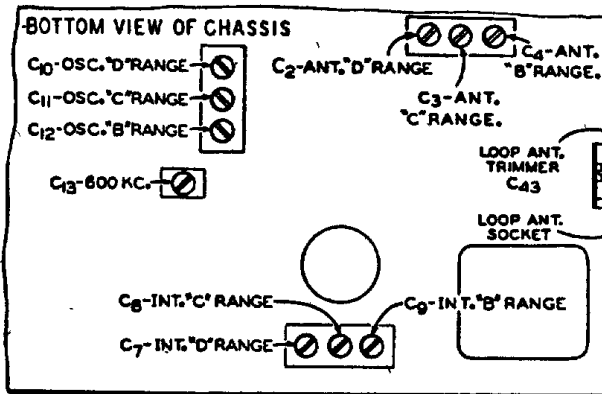 BOTTOM VIEW OF CHASSIS
C10-OSC."D"RANGE
C11-OSC."C"RANGE
C12-OSC."B"RANGE
C13-600 KC.
C2-ANT."D"RANGE
C3-ANT.
"C"RANGE.
C4-ANT.
"B"RANGE.
LOOP ANT.
TRIMMER
C43
LOOP ANT.
SOCKET
C8-INT."C"RANGE
C9-INT."B"RANGE
C7-INT."D"RANGE